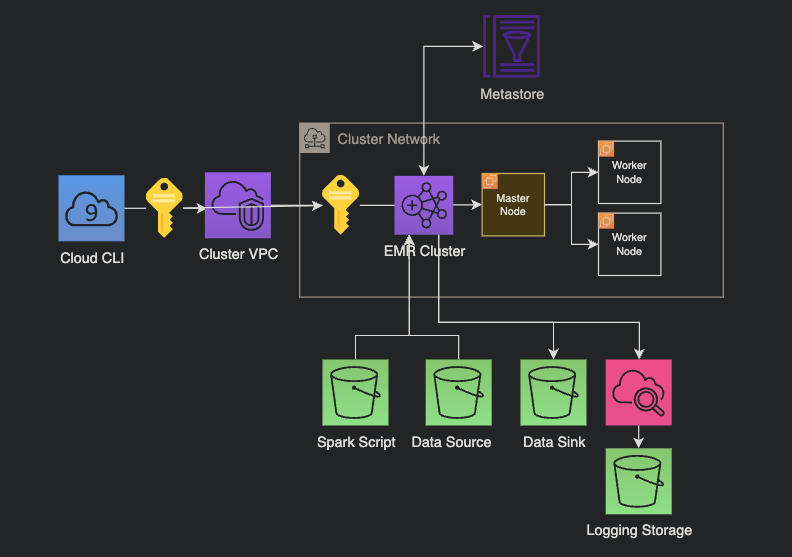 Metastore
Cluster Network
Worker
Node
Master
Node
9
Cloud CLI
Cluster VPC
EMR Cluster
Worker
Node
Spark Script
Data Source
Data Sink
Logging Storage